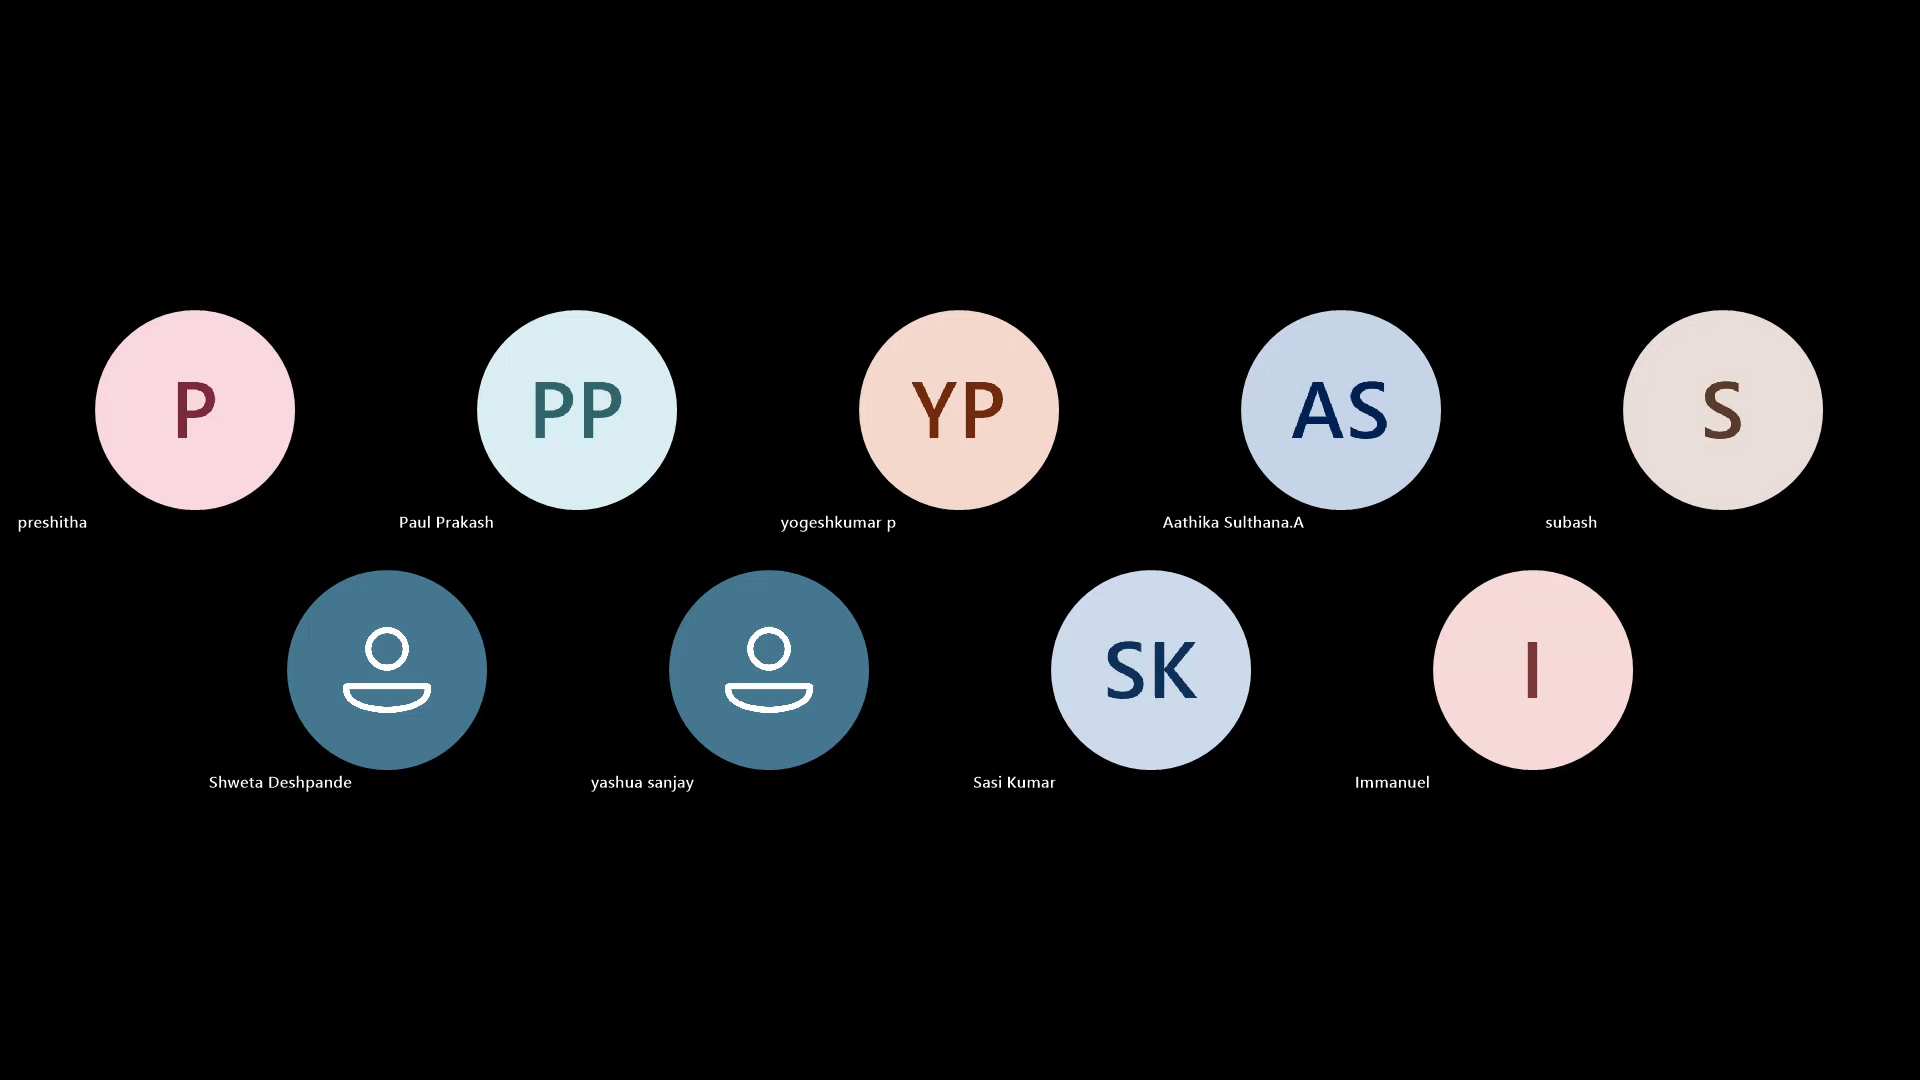 P
PP
YP
AS
S
preshitha
Paul Prakash
yogeshkumar p
Aathika Sulthana.A
subash
SK
I
Shweta Deshpande
yashua sanjay
Sasi Kumar
Immanuel